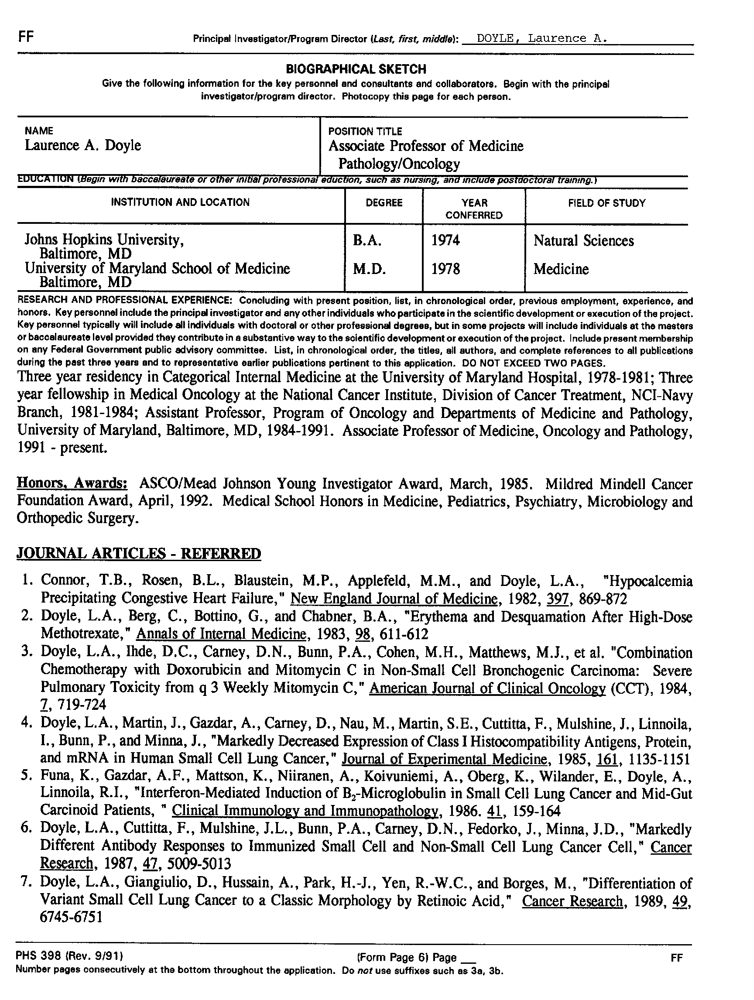 FF
Principal Investigator/Program Director (Last, first, middle): DOYLE, Laurence A.
BIOGRAPHICAL SKETCH
Give the following information for the key personnel and consultants and collaborators. Begin with the principal
investigator/program director. Photocopy this page for each person.
NAME
Laurence A. Doyle
POSITION TITLE
Associate Professor of Medicine
Pathology/Oncology
EDUCATION (Begin with baccalaureate or other initial professional eduction, such as nursing, and include postdoctoral training.)
INSTITUTION AND LOCATION
DEGREE
YEAR
CONFERRED
FIELD OF STUDY
Johns Hopkins University,
Baltimore, MD
B.A.
1974
Natural Sciences
University of Maryland School of Medicine
Baltimore, MD
M.D.
1978
Medicine
RESEARCH AND PROFESSIONAL EXPERIENCE: Concluding with present position, list, in chronological order, previous employment, experience, and
honors. Key personnel include the principal investigator and any other individuals who participate in the scientific development or execution of the project.
Key personnel typically will include all individuals with doctoral or other professional degrees, but in some projects will include individuals at the masters
or baccalaureate level provided they contribute in a substantive way to the scientific development or execution of the project. Include present membership
on any Federal Government public advisory committee. List, in chronological order, the titles, all authors, and complete references to all publications
during the past three years and to representative earlier publications pertinent to this application. DO NOT EXCEED TWO PAGES.
Three year residency in Categorical Internal Medicine at the University of Maryland Hospital, 1978-1981; Three
year fellowship in Medical Oncology at the National Cancer Institute, Division of Cancer Treatment, NCI-Navy
Branch, 1981-1984; Assistant Professor, Program of Oncology and Departments of Medicine and Pathology,
University of Maryland, Baltimore, MD, 1984-1991. Associate Professor of Medicine, Oncology and Pathology,
1991 - present.
Honors, Awards: ASCO/Mead Johnson Young Investigator Award, March, 1985. Mildred Mindell Cancer
Foundation Award, April, 1992. Medical School Honors in Medicine, Pediatrics, Psychiatry, Microbiology and
Orthopedic Surgery.
JOURNAL ARTICLES - REFERRED
1. Connor, T.B., Rosen, B.L., Blaustein, M.P., Applefeld, M.M., and Doyle, L.A., "Hypocalcemia
Precipitating Congestive Heart Failure," New England Journal of Medicine, 1982, 397, 869-872
2. Doyle, L.A., Berg, C., Bottino, G., and Chabner, B.A., "Erythema and Desquamation After High-Dose
Methotrexate," Annals of Internal Medicine, 1983, 98, 611-612
3. Doyle, L.A., Ihde, D.C., Carney, D.N., Bunn, P.A., Cohen, M.H., Matthews, M.J., et al. "Combination
Chemotherapy with Doxorubicin and Mitomycin C in Non-Small Cell Bronchogenic Carcinoma: Severe
Pulmonary Toxicity from q 3 Weekly Mitomycin C," American Journal of Clinical Oncology (CCT), 1984,
7, 719-724
4. Doyle, L.A., Martin, J., Gazdar, A., Carney, D., Nau, M., Martin, S.E., Cuttitta, F., Mulshine, J., Linnoila,
I., Bunn, P., and Minna, J., "Markedly Decreased Expression of Class I Histocompatibility Antigens, Protein,
and mRNA in Human Small Cell Lung Cancer," Journal of Experimental Medicine, 1985, 161, 1135-1151
5. Funa, K., Gazdar, A.F., Mattson, K., Niiranen, A., Koivuniemi, A., Oberg, K., Wilander, E., Doyle, A.,
Linnoila, R.I., "Interferon-Mediated Induction of B₂-Microglobulin in Small Cell Lung Cancer and Mid-Gut
Carcinoid Patients, " Clinical Immunology and Immunopathology, 1986. 41, 159-164
6. Doyle, L.A., Cuttitta, F., Mulshine, J.L., Bunn, P.A., Carney, D.N., Fedorko, J., Minna, J.D., "Markedly
Different Antibody Responses to Immunized Small Cell and Non-Small Cell Lung Cancer Cell," Cancer
Research, 1987, 47, 5009-5013
7. Doyle, L.A., Giangiulio, D., Hussain, A., Park, H.-J., Yen, R.-W.C., and Borges, M., "Differentiation of
Variant Small Cell Lung Cancer to a Classic Morphology by Retinoic Acid," Cancer Research, 1989, 49,
6745-6751
PHS 398 (Rev. 9/91)
(Form Page 6) Page __
FF
Number pages consecutively at the bottom throughout the application. Do not use suffixes such as 3a, 3b.